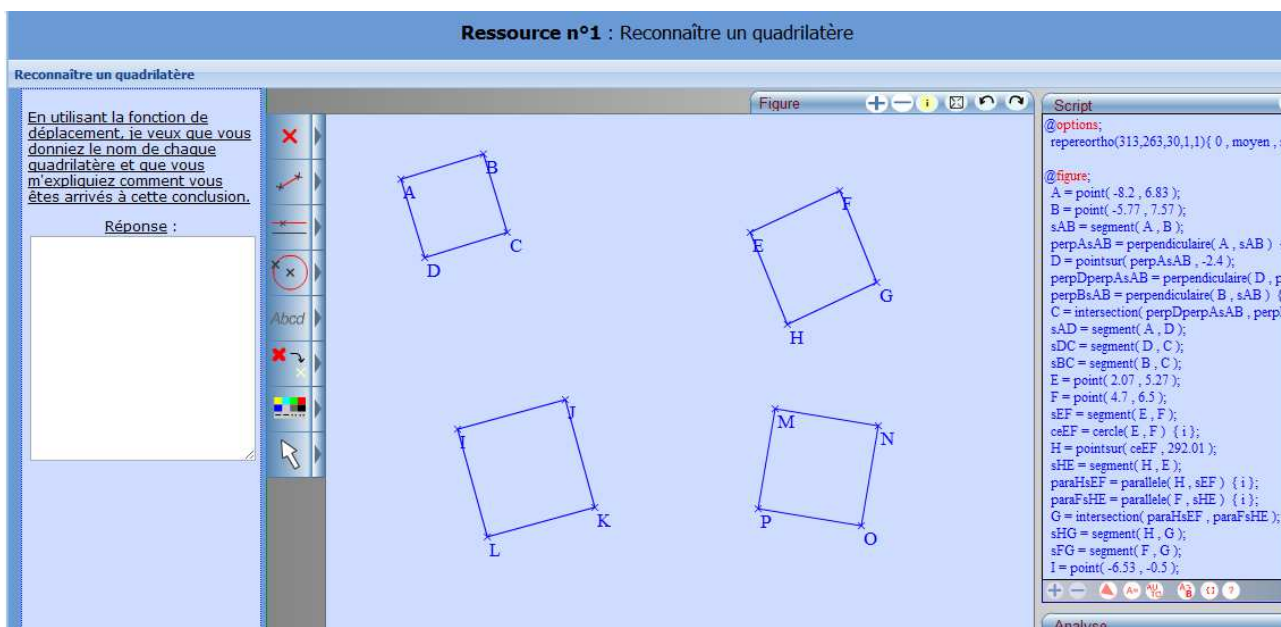 Ressource n°1 : Reconnaître un quadrilatère
Reconnaître un quadrilatère
En utilisant la fonction de
déplacement, je veux que vous
donniez le nom de chaque
quadrilatère et que vous
m'expliquiez comment vous
êtes arrivés à cette conclusion.
Réponse :
Abcd
Figure
A
B
C
D
E
F
G
H
I
J
K
L
M
N
O
P
Script
@options;
repereortho(313,263,30,1,1){ 0 , moyen ,
@figure;
A = point( -8.2 , 6.83 );
B = point( -5.77 , 7.57 );
sAB = segment( A , B );
perpAsAB = perpendiculaire( A , sAB ) {
D = pointsur( perpAsAB , -2.4 );
perpDperpAsAB = perpendiculaire( D , p
perpBsAB = perpendiculaire( B , sAB ) {
C = intersection( perpDperpAsAB , perpB
sAD = segment( A , D );
sDC = segment( D , C );
sBC = segment( B , C );
E = point( 2.07 , 5.27 );
F = point( 4.7 , 6.5 );
sEF = segment( E , F );
ceEF = cercle( E , F ) { i };
H = pointsur( ceEF , 292.01 );
sHE = segment( H , E );
paraHsEF = parallele( H , sEF ) { i };
paraFsHE = parallele( F , sHE ) { i };
G = intersection( paraHsEF , paraFsHE );
sHG = segment( H , G );
sFG = segment( F , G );
I = point( -6.53 , -0.5 );
Analyse